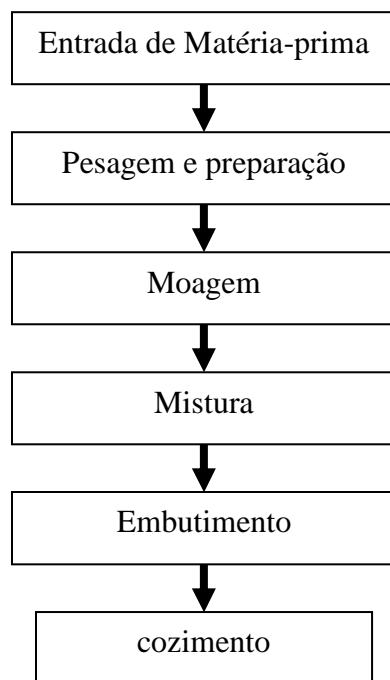 Entrada de Matéria-prima
Pesagem e preparação
Moagem
Mistura
Embutimento
cozimento